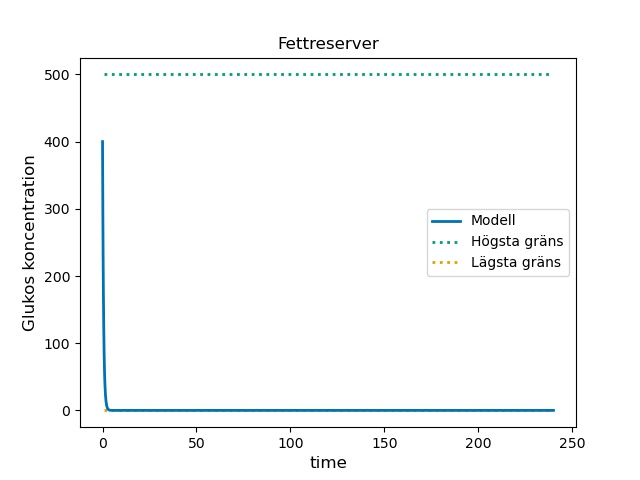 Fettreserver
Glukos koncentration
500
400
300
200
100
0
Modell
Högsta gräns
Lägsta gräns
0
50
100
150
200
250
time